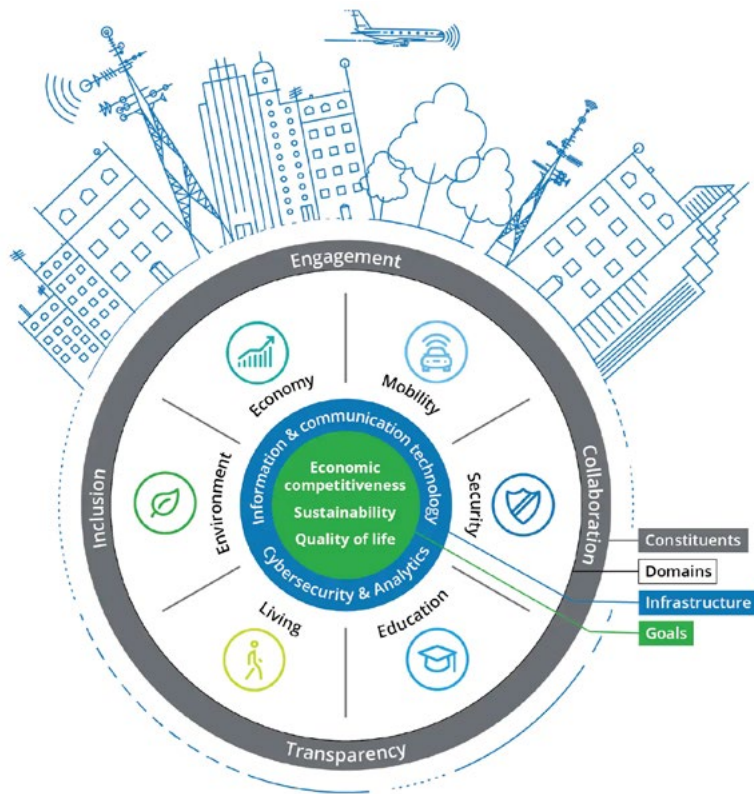 Engagement
Economy
Mobility
Inclusion
Environment
Information & communication technology
Economic
competitiveness
Sustainability
Quality of life
Cybersecurity & Analytics
Security
Collaboration
Living
Education
Transparency
Constituents
Domains
Infrastructure
Goals